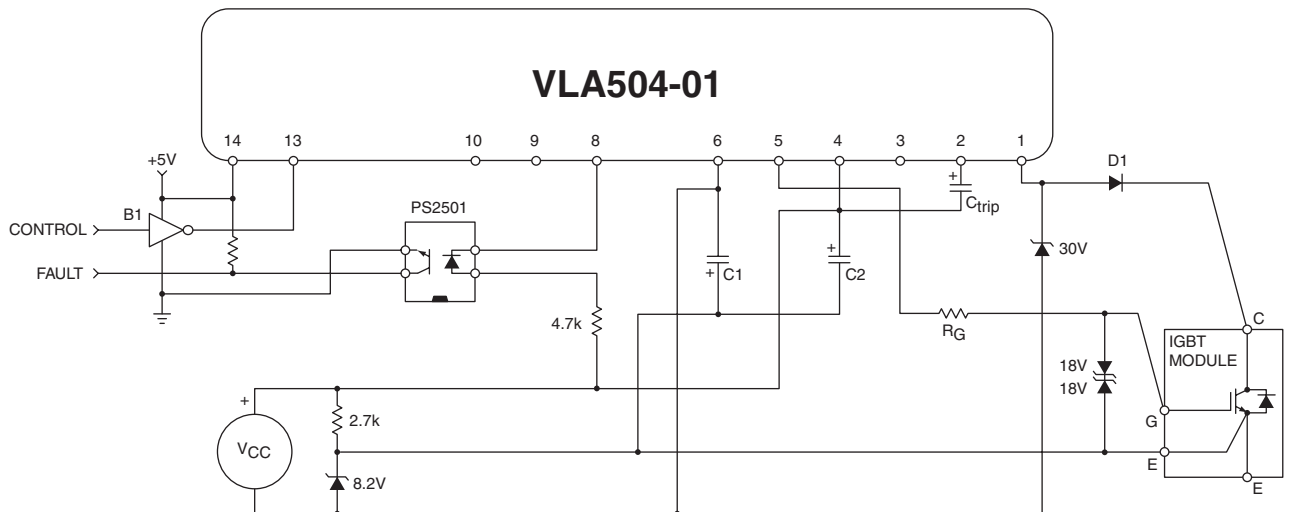 VLA504-01
14 13 10 9 8 6 5 4 3 2 1
+5V
D1
+
Ctrip
B1
PS2501
CONTROL
+
30V
FAULT
+ C1
C2
4.7k
RG
IGBT
MODULE
C
18V
18V
+
2.7k
G
VCC
E
8.2V
E